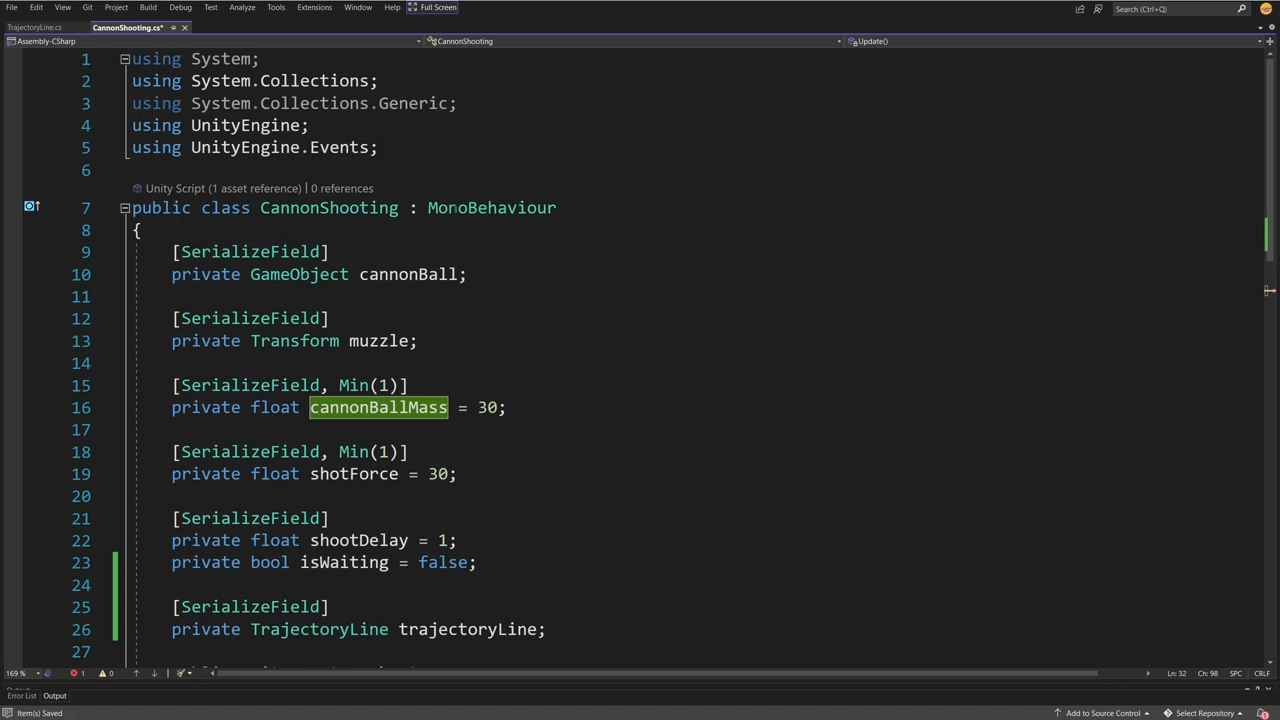 File Edit View Git Project Build Debug Test Analyze Tools Extensions Window Help Full Screen Search (Ctrl+Q)
TrajectoryLine.cs CannonShooting.cs*
Assembly-CSharp CannonShooting Update()
1 using System;
2 using System.Collections;
3 using System.Collections.Generic;
4 using UnityEngine;
5 using UnityEngine.Events;
6
Unity Script (1 asset reference) | 0 references
7 public class CannonShooting : MonoBehaviour
8 {
9 [SerializeField]
10 private GameObject cannonBall;
11
12 [SerializeField]
13 private Transform muzzle;
14
15 [SerializeField, Min(1)]
16 private float cannonBallMass = 30;
17
18 [SerializeField, Min(1)]
19 private float shotForce = 30;
20
21 [SerializeField]
22 private float shootDelay = 1;
23 private bool isWaiting = false;
24
25 [SerializeField]
26 private TrajectoryLine trajectoryLine;
27
169 % 1 0 Ln: 32 Ch: 98 SPC CRLF
Error List Output
Item(s) Saved Add to Source Control Select Repository 1